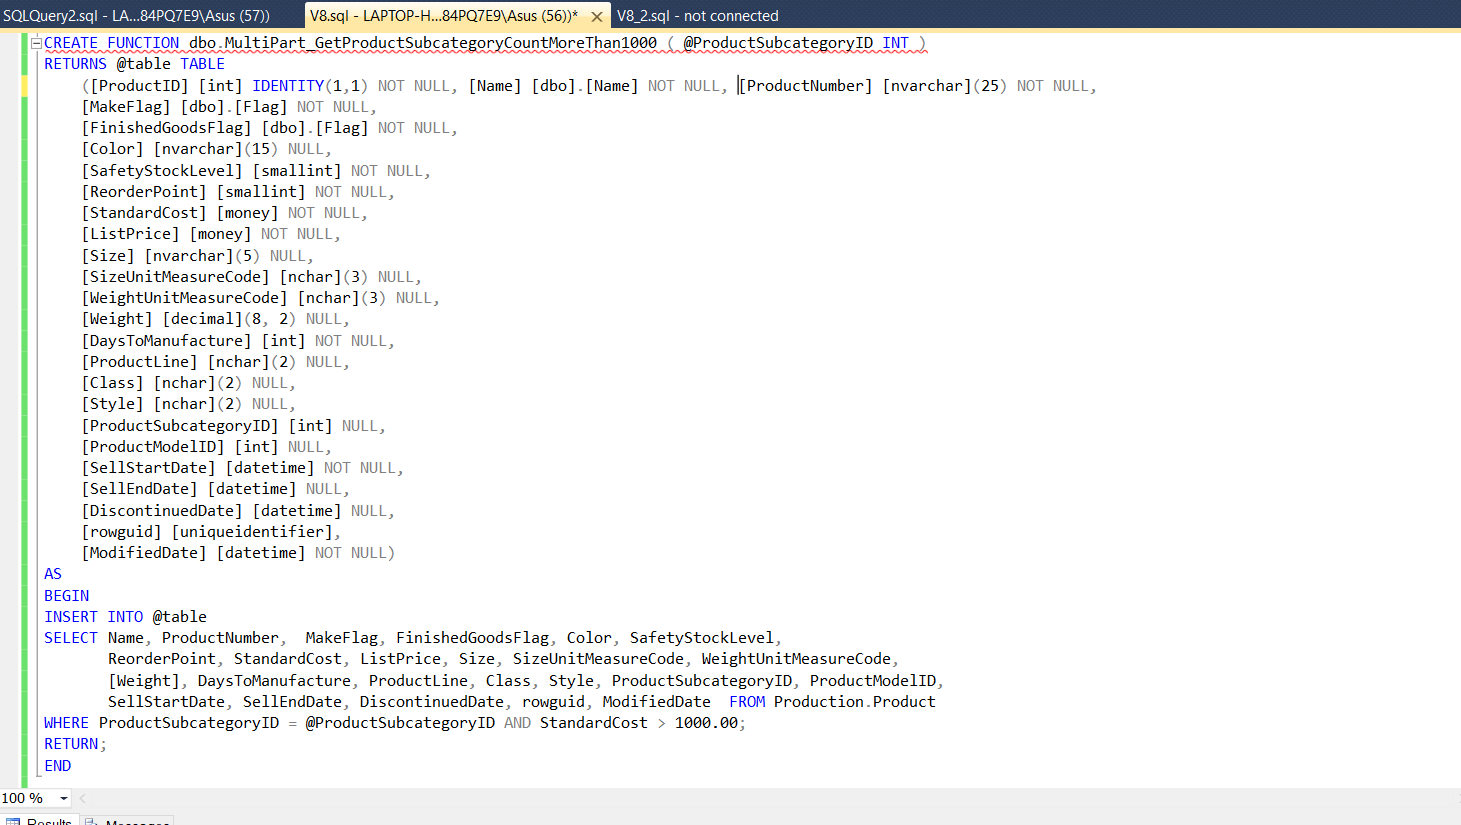 SQLQuery2.sql - LA...84PQ7E9\Asus (57)) V8.sql - LAPTOP-H...84PQ7E9\Asus (56))* V8_2.sql - not connected
CREATE FUNCTION dbo.MultiPart_GetProductSubcategoryCountMoreThan1000 ( @ProductSubcategoryID INT )
RETURNS @table TABLE
([ProductID] [int] IDENTITY(1,1) NOT NULL, [Name] [dbo].[Name] NOT NULL, [ProductNumber] [nvarchar](25) NOT NULL,
[MakeFlag] [dbo].[Flag] NOT NULL,
[FinishedGoodsFlag] [dbo].[Flag] NOT NULL,
[Color] [nvarchar](15) NULL,
[SafetyStockLevel] [smallint] NOT NULL,
[ReorderPoint] [smallint] NOT NULL,
[StandardCost] [money] NOT NULL,
[ListPrice] [money] NOT NULL,
[Size] [nvarchar](5) NULL,
[SizeUnitMeasureCode] [nchar](3) NULL,
[WeightUnitMeasureCode] [nchar](3) NULL,
[Weight] [decimal](8, 2) NULL,
[DaysToManufacture] [int] NOT NULL,
[ProductLine] [nchar](2) NULL,
[Class] [nchar](2) NULL,
[Style] [nchar](2) NULL,
[ProductSubcategoryID] [int] NULL,
[ProductModelID] [int] NULL,
[SellStartDate] [datetime] NOT NULL,
[SellEndDate] [datetime] NULL,
[DiscontinuedDate] [datetime] NULL,
[rowguid] [uniqueidentifier],
[ModifiedDate] [datetime] NOT NULL)
AS
BEGIN
INSERT INTO @table
SELECT Name, ProductNumber,  MakeFlag, FinishedGoodsFlag, Color, SafetyStockLevel,
ReorderPoint, StandardCost, ListPrice, Size, SizeUnitMeasureCode, WeightUnitMeasureCode,
[Weight], DaysToManufacture, ProductLine, Class, Style, ProductSubcategoryID, ProductModelID,
SellStartDate, SellEndDate, DiscontinuedDate, rowguid, ModifiedDate  FROM Production.Product
WHERE ProductSubcategoryID = @ProductSubcategoryID AND StandardCost > 1000.00;
RETURN;
END
100 %
Results Messages